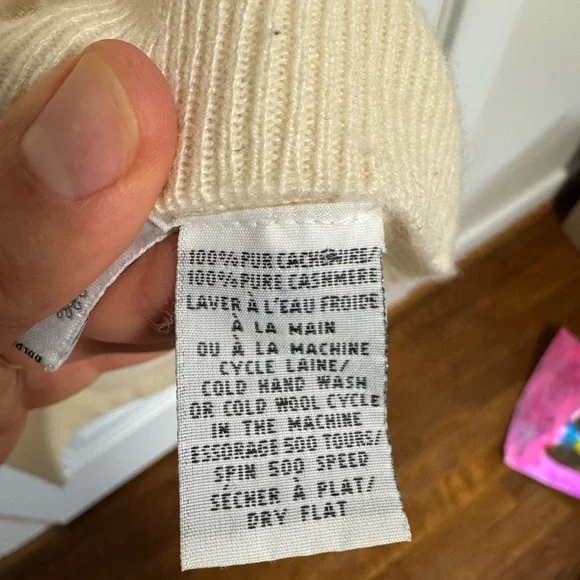 100% PUR CACHEMIRE
100% PURE CASHMERE
LAVER À L'EAU FROIDE
À LA MAIN
OU À LA MACHINE
CYCLE LAINE/
COLD HAND WASH
OR COLD WOOL CYCLE
IN THE MACHINE
ESSORAGE 500 TOURS/
SPIN 500 SPEED
SÉCHER À PLAT/
DRY FLAT